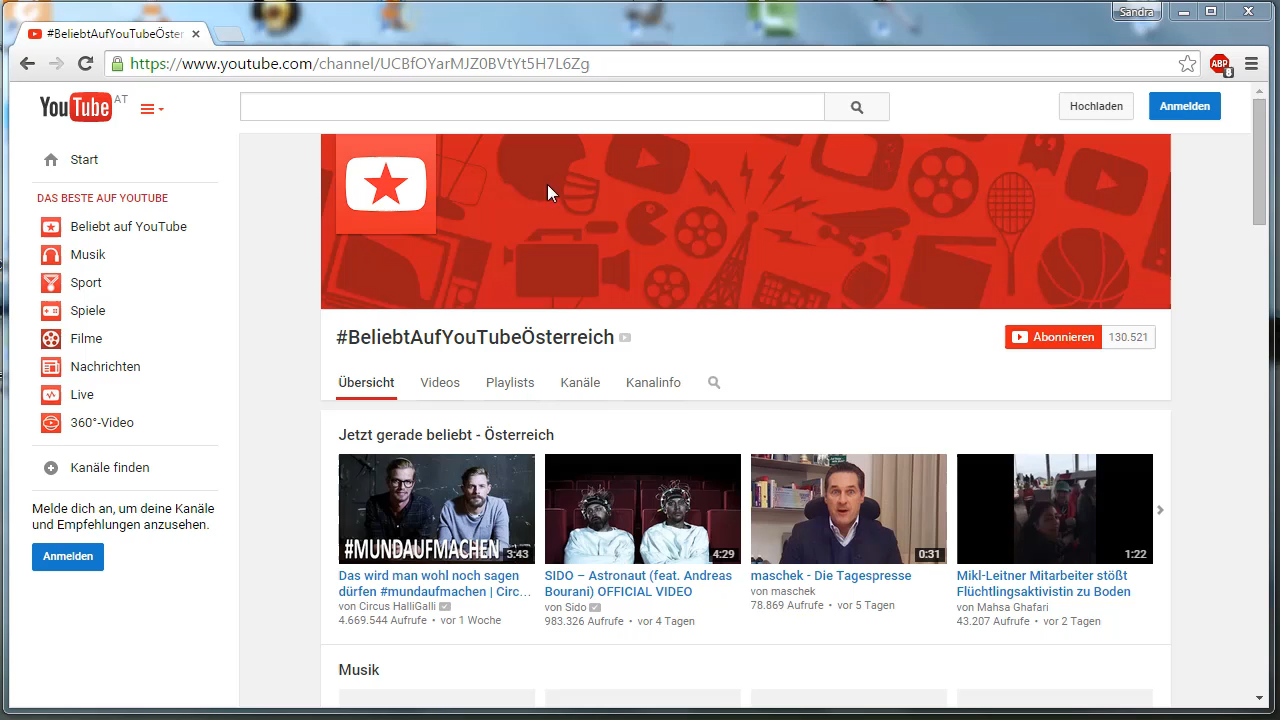 Sandra
#BeliebtAufYouTubeÖster
https://www.youtube.com/channel/UCBfOYarMJZ0BVtYt5H7L6Zg
ABP
8
YouTube AT
Hochladen
Anmelden
Start
DAS BESTE AUF YOUTUBE
Beliebt auf YouTube
Musik
Sport
Spiele
Filme
Nachrichten
Live
360°-Video
Kanäle finden
Melde dich an, um deine Kanäle
und Empfehlungen anzusehen.
Anmelden
#BeliebtAufYouTubeÖsterreich
Abonnieren 130.521
Übersicht Videos Playlists Kanäle Kanalinfo
Jetzt gerade beliebt - Österreich
#MUNDAUFMACHEN 3:43
Das wird man wohl noch sagen
dürfen #mundaufmachen | Circ...
von Circus HalliGalli
4.669.544 Aufrufe • vor 1 Woche
4:29
SIDO – Astronaut (feat. Andreas
Bourani) OFFICIAL VIDEO
von Sido
983.326 Aufrufe • vor 4 Tagen
0:31
maschek - Die Tagespresse
von maschek
78.869 Aufrufe • vor 5 Tagen
1:22
Mikl-Leitner Mitarbeiter stößt
Flüchtlingsaktivistin zu Boden
von Mahsa Ghafari
43.207 Aufrufe • vor 2 Tagen
Musik